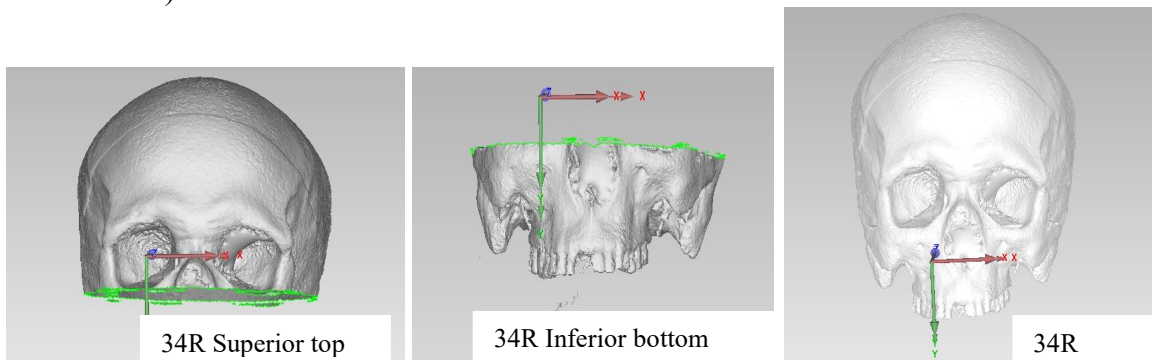 )
X X
Z
34R Superior top
Z
X X
Y
Y
34R Inferior bottom
Z
X X
Y
34R